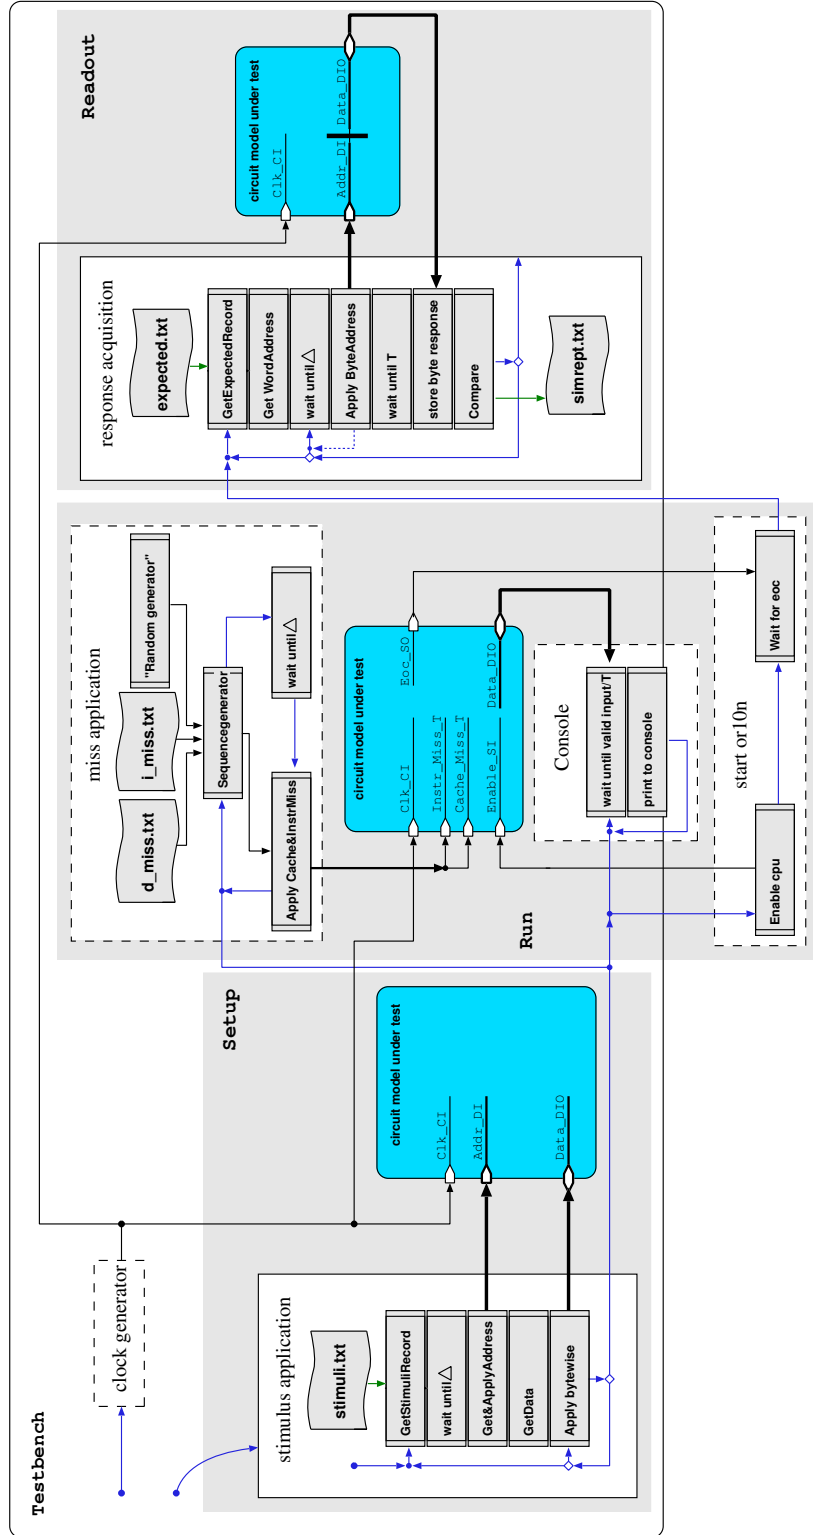 Testbench
clock generator
Setup
stimulus application
stimuli.txt
GetStimuliRecord
wait until△
Get&ApplyAddress
GetData
Apply bytewise
circuit model under test
Clk_CI
Addr_DI
Data_DIO
Run
miss application
d_miss.txt
i_miss.txt
"Random generator"
Sequencegenerator
wait until△
Apply Cache&InstrMiss
circuit model under test
Clk_CI
Eoc_SO
Instr_Miss_T
Cache_Miss_T
Enable_SI
Data_DIO
Console
wait until valid input/T
print to console
start or10n
Enable cpu
Wait for eoc
Readout
response acquisition
expected.txt
GetExpectedRecord
Get WordAddress
wait until△
Apply ByteAddress
wait until T
store byte response
Compare
simrept.txt
circuit model under test
Clk_CI
Addr_DI
Data_DIO